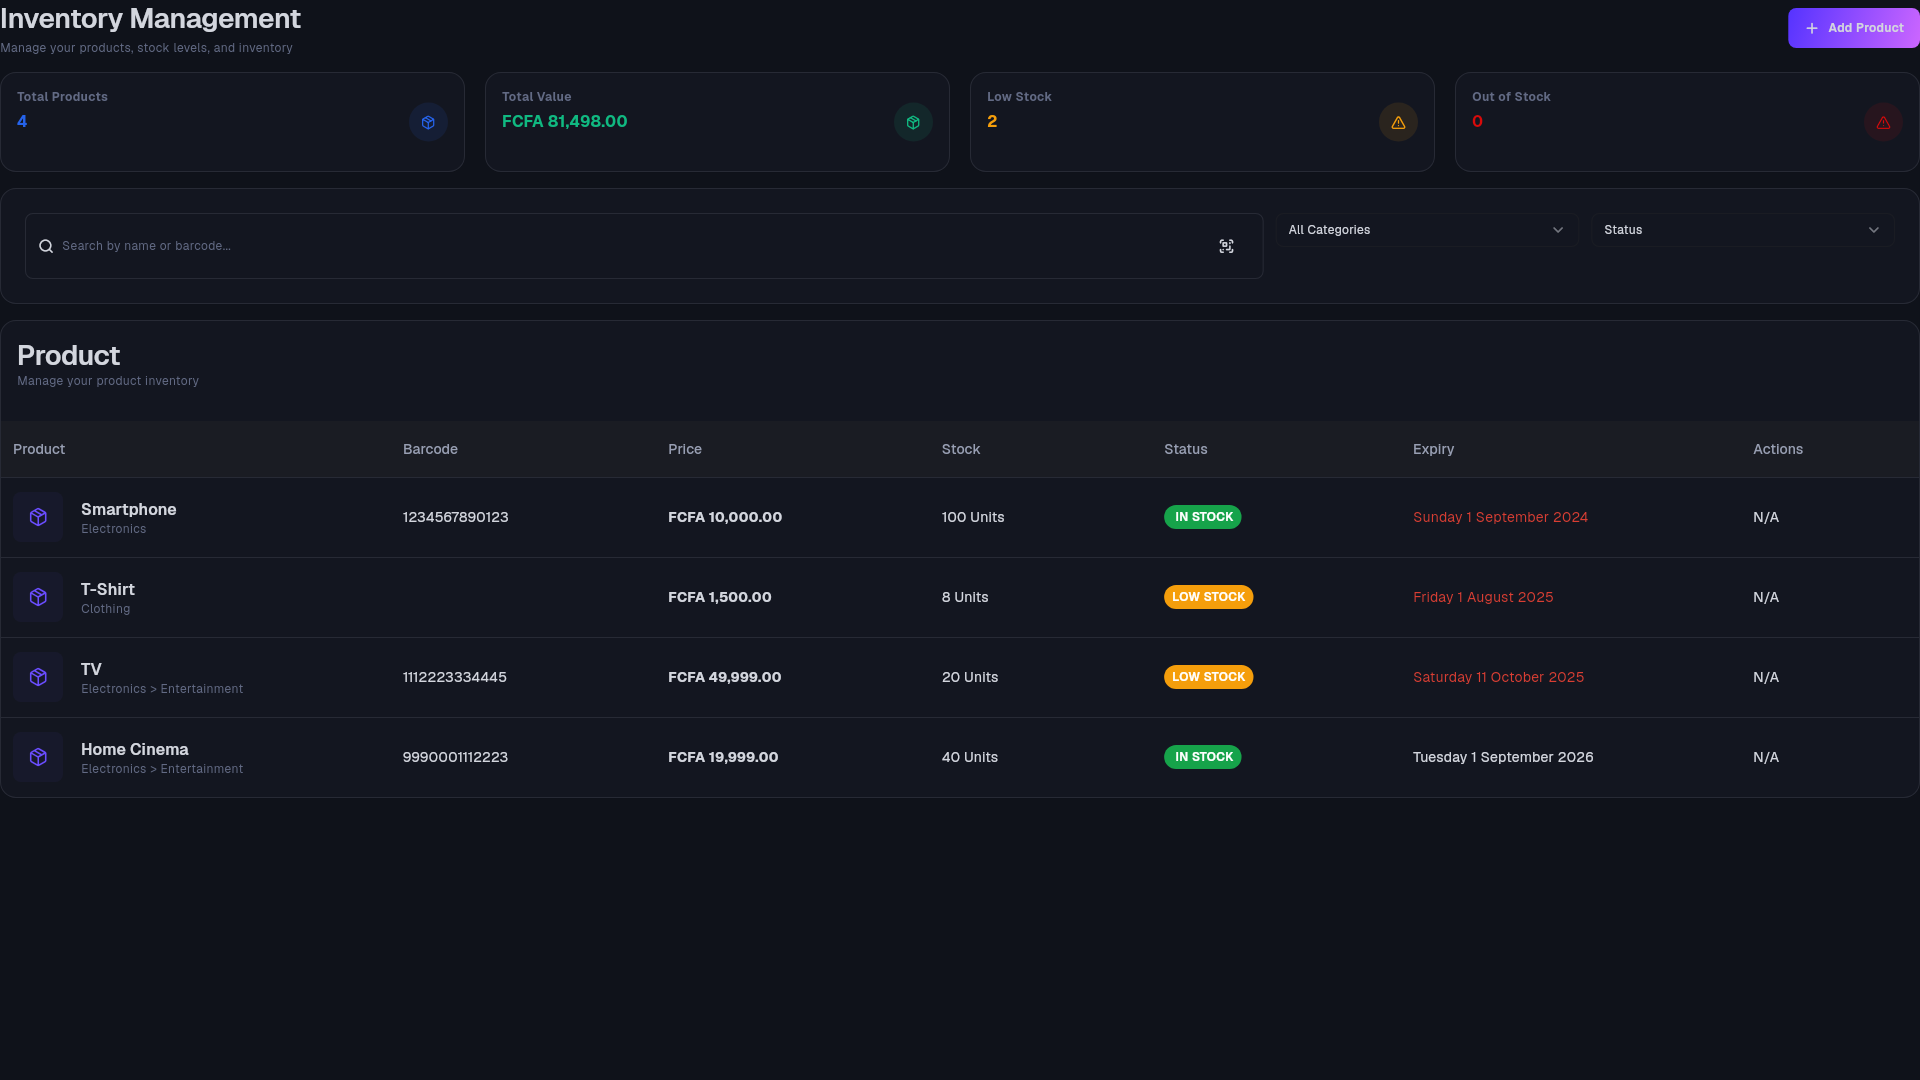 Inventory Management
Manage your products, stock levels, and inventory
Add Product
Total Products
4
Total Value
FCFA 81,498.00
Low Stock
2
Out of Stock
0
Search by name or barcode...
All Categories
Status
Product
Manage your product inventory
Product Barcode Price Stock Status Expiry Actions
Smartphone
Electronics
1234567890123 FCFA 10,000.00 100 Units IN STOCK Sunday 1 September 2024 N/A
T-Shirt
Clothing
FCFA 1,500.00 8 Units LOW STOCK Friday 1 August 2025 N/A
TV
Electronics > Entertainment
1112223334445 FCFA 49,999.00 20 Units LOW STOCK Saturday 11 October 2025 N/A
Home Cinema
Electronics > Entertainment
9990001112223 FCFA 19,999.00 40 Units IN STOCK Tuesday 1 September 2026 N/A